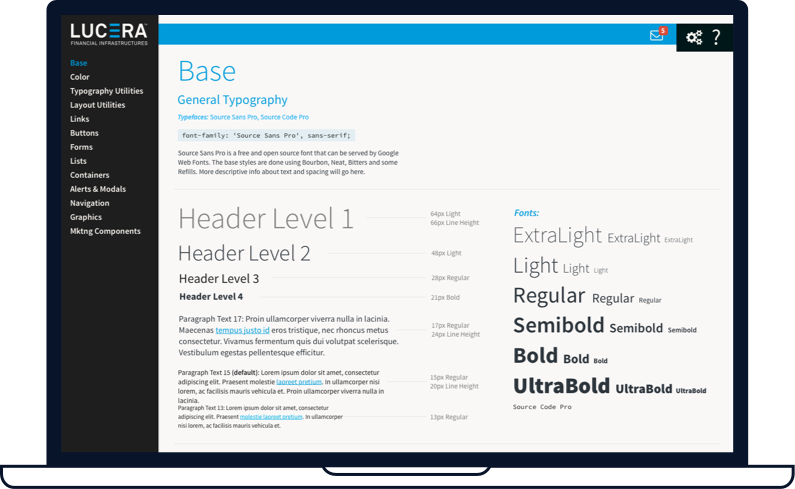 LUCERA
FINANCIAL INFRASTRUCTURES
5
?
Base
Color
Typography Utilities
Layout Utilities
Links
Buttons
Forms
Lists
Containers
Alerts & Modals
Navigation
Graphics
Mktng Components
Base
General Typography
Typefaces: Source Sans Pro, Source Code Pro
font-family: 'Source Sans Pro', sans-serif;
Source Sans Pro is a free and open source font that can be served by Google
Web Fonts. The base styles are done using Bourbon, Neat, Bitters and some
Refills. More descriptive info about text and spacing will go here.
Header Level 1
64px Light
66px Line Height
Header Level 2
48px Light
Header Level 3
28px Regular
Header Level 4
21px Bold
Paragraph Text 17: Proin ullamcorper viverra nulla in lacinia.
Maecenas tempus justo id eros tristique, nec rhoncus metus
consectetur. Vivamus fermentum quis dui volutpat scelerisque.
Vestibulum egestas pellentesque efficitur.
17px Regular
24px Line Height
Paragraph Text 15 (default): Lorem ipsum dolor sit amet, consectetur
adipiscing elit. Praesent molestie laoreet pretium. In ullamcorper nisi
lorem, ac facilisis mauris vehicula et. Proin ullamcorper viverra nulla in
lacinia.
15px Regular
20px Line Height
Paragraph Text 13: Lorem ipsum dolor sit amet, consectetur
adipiscing elit. Praesent molestie laoreet pretium. In ullamcorper
nisi lorem, ac facilisis mauris vehicula et.
13px Regular
Fonts:
ExtraLight ExtraLight ExtraLight
Light Light Light
Regular Regular Regular
Semibold Semibold Semibold
Bold Bold Bold
UltraBold UltraBold UltraBold
Source Code Pro